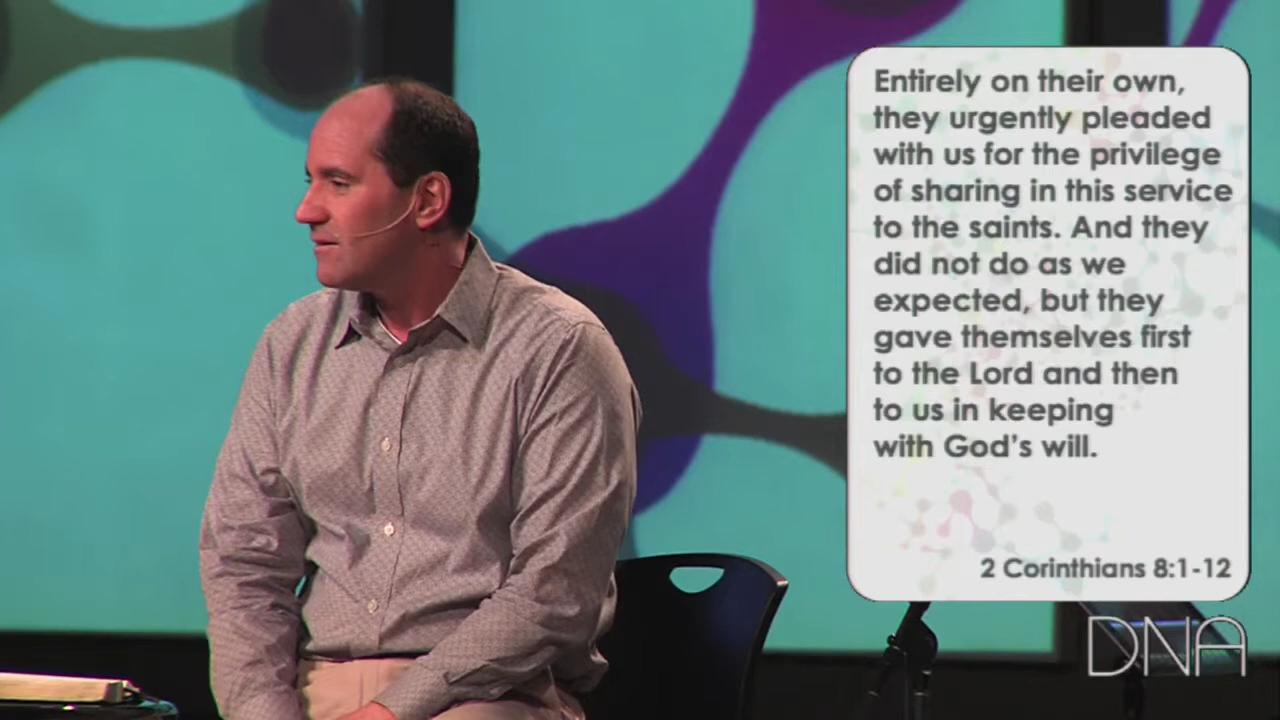 Entirely on their own,
they urgently pleaded
with us for the privilege
of sharing in this service
to the saints. And they
did not do as we
expected, but they
gave themselves first
to the Lord and then
to us in keeping
with God's will.
2 Corinthians 8:1-12
DNA